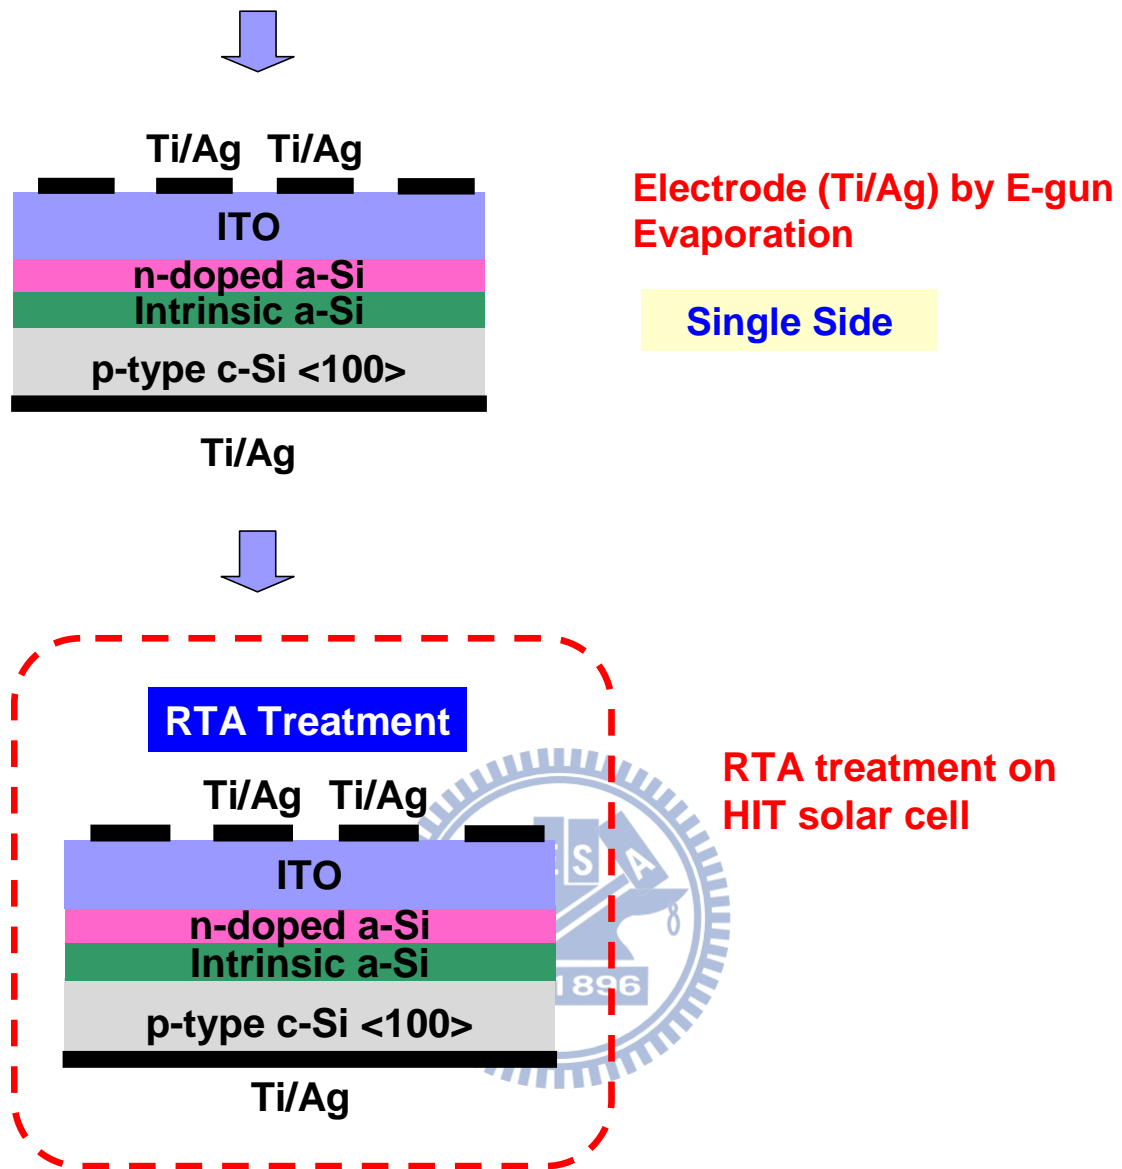 Ti/Ag Ti/Ag
ITO
n-doped a-Si
Intrinsic a-Si
p-type c-Si <100>
Ti/Ag
Electrode (Ti/Ag) by E-gun
Evaporation
Single Side
RTA Treatment
Ti/Ag Ti/Ag
ITO
n-doped a-Si
Intrinsic a-Si
p-type c-Si <100>
Ti/Ag
RTA treatment on
HIT solar cell
E S A
1896